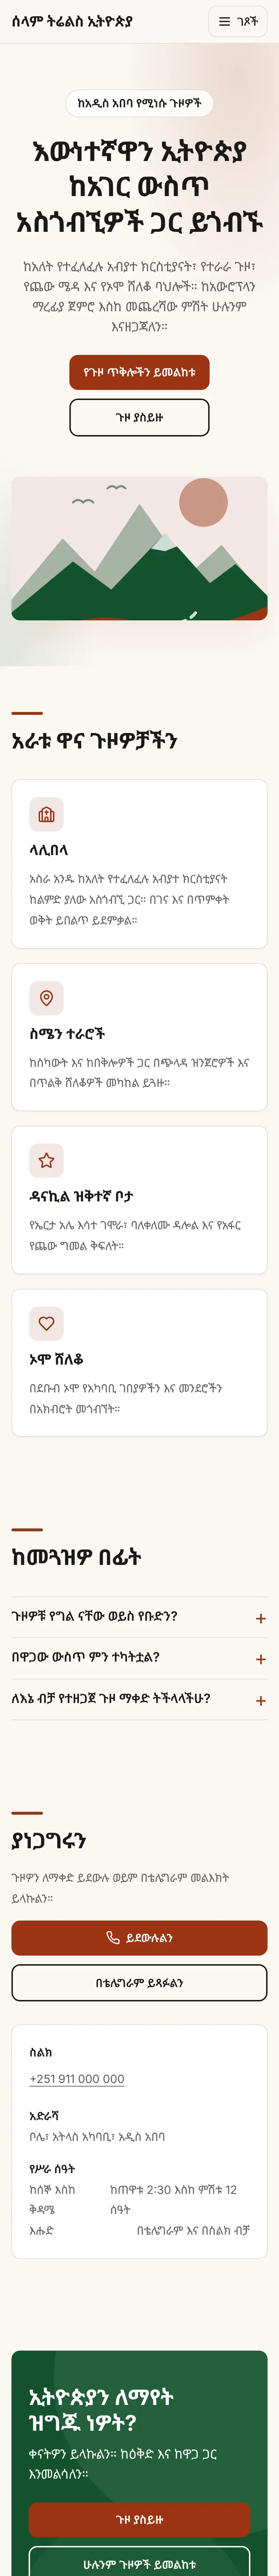 ሰላም ትሬልስ ኢትዮጵያ
ገጾች
ከአዲስ አበባ የሚነሱ ጉዞዎች
እውነተኛዋን ኢትዮጵያ
ከአገር ውስጥ
አስጎብኚዎች ጋር ይጎብኙ
ከአለት የተፈለፈሉ አብያተ ክርስቲያናት፣ የተራራ ጉዞ፣
የጨው ሜዳ እና የኦሞ ሸለቆ ባህሎች። ከአውሮፕላን
ማረፊያ ጀምሮ እስከ መጨረሻው ምሽት ሁሉንም
እናዘጋጃለን።
የጉዞ ጥቅሎችን ይመልከቱ
ጉዞ ያስይዙ
አራቱ ዋና ጉዞዎቻችን
ላሊበላ
አስራ አንዱ ከአለት የተፈለፈሉ አብያተ ክርስቲያናት
ከልምድ ያለው አስጎብኚ ጋር። በገና እና በጥምቀት
ወቅት ይበልጥ ይደምቃል።
ስሜን ተራሮች
ከስካውት እና ከበቅሎዎች ጋር በጭላዳ ዝንጀሮዎች እና
በጥልቅ ሸለቆዎች መካከል ይጓዙ።
ዳናኪል ዝቅተኛ ቦታ
የኤርታ አሌ እሳተ ገሞራ፣ ባለቀለሙ ዳሎል እና የአፋር
የጨው ግመል ቅፍለት።
ኦሞ ሸለቆ
በደቡብ ኦሞ የአካባቢ ገበያዎችን እና መንደሮችን
በአክብሮት መጎብኘት።
ከመጓዝዎ በፊት
ጉዞዎቹ የግል ናቸው ወይስ የቡድን?
በዋጋው ውስጥ ምን ተካትቷል?
ለእኔ ብቻ የተዘጋጀ ጉዞ ማቀድ ትችላላችሁ?
ያነጋግሩን
ጉዞዎን ለማቀድ ይደውሉ ወይም በቴሌግራም መልእክት
ይላኩልን።
ይደውሉልን
በቴሌግራም ይጻፉልን
ስልክ
+251 911 000 000
አድራሻ
ቦሌ፣ አትላስ አካባቢ፣ አዲስ አበባ
የሥራ ሰዓት
ከሰኞ እስከ ቅዳሜ
ከጠዋቱ 2:30 እስከ ምሽቱ 12 ሰዓት
እሑድ
በቴሌግራም እና በስልክ ብቻ
ኢትዮጵያን ለማየት
ዝግጁ ነዎት?
ቀናትዎን ይላኩልን። ከዕቅድ እና ከዋጋ ጋር
እንመልሳለን።
ጉዞ ያስይዙ
ሁሉንም ጉዞዎች ይመልከቱ